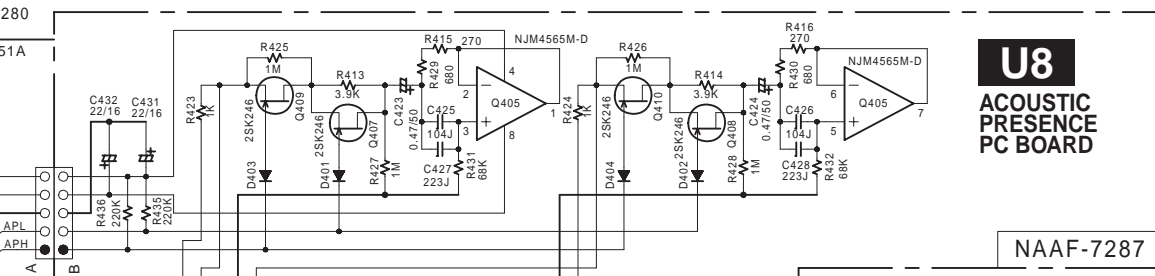 280
51A
R425
1M
R415
270
NJM4565M-D
R426
1M
R416
270
NJM4565M-D
U8
ACOUSTIC
PRESENCE
PC BOARD
C432
22/16
C431
22/16
R423
1K
2SK246
Q409
R413
3.9K
2SK246
Q407
C423
0.47/50
R429
680
C425
104J
C427
223J
R431
68K
R427
1M
2
3
4
8
1
Q405
D403
D401
R424
1K
2SK246
Q410
R414
3.9K
2SK246
Q408
C424
0.47/50
R430
680
C426
104J
C428
223J
R432
68K
R428
1M
6
5
7
Q405
D404
D402
R436
220K
R435
220K
APL
APH
A
B
NAAF-7287